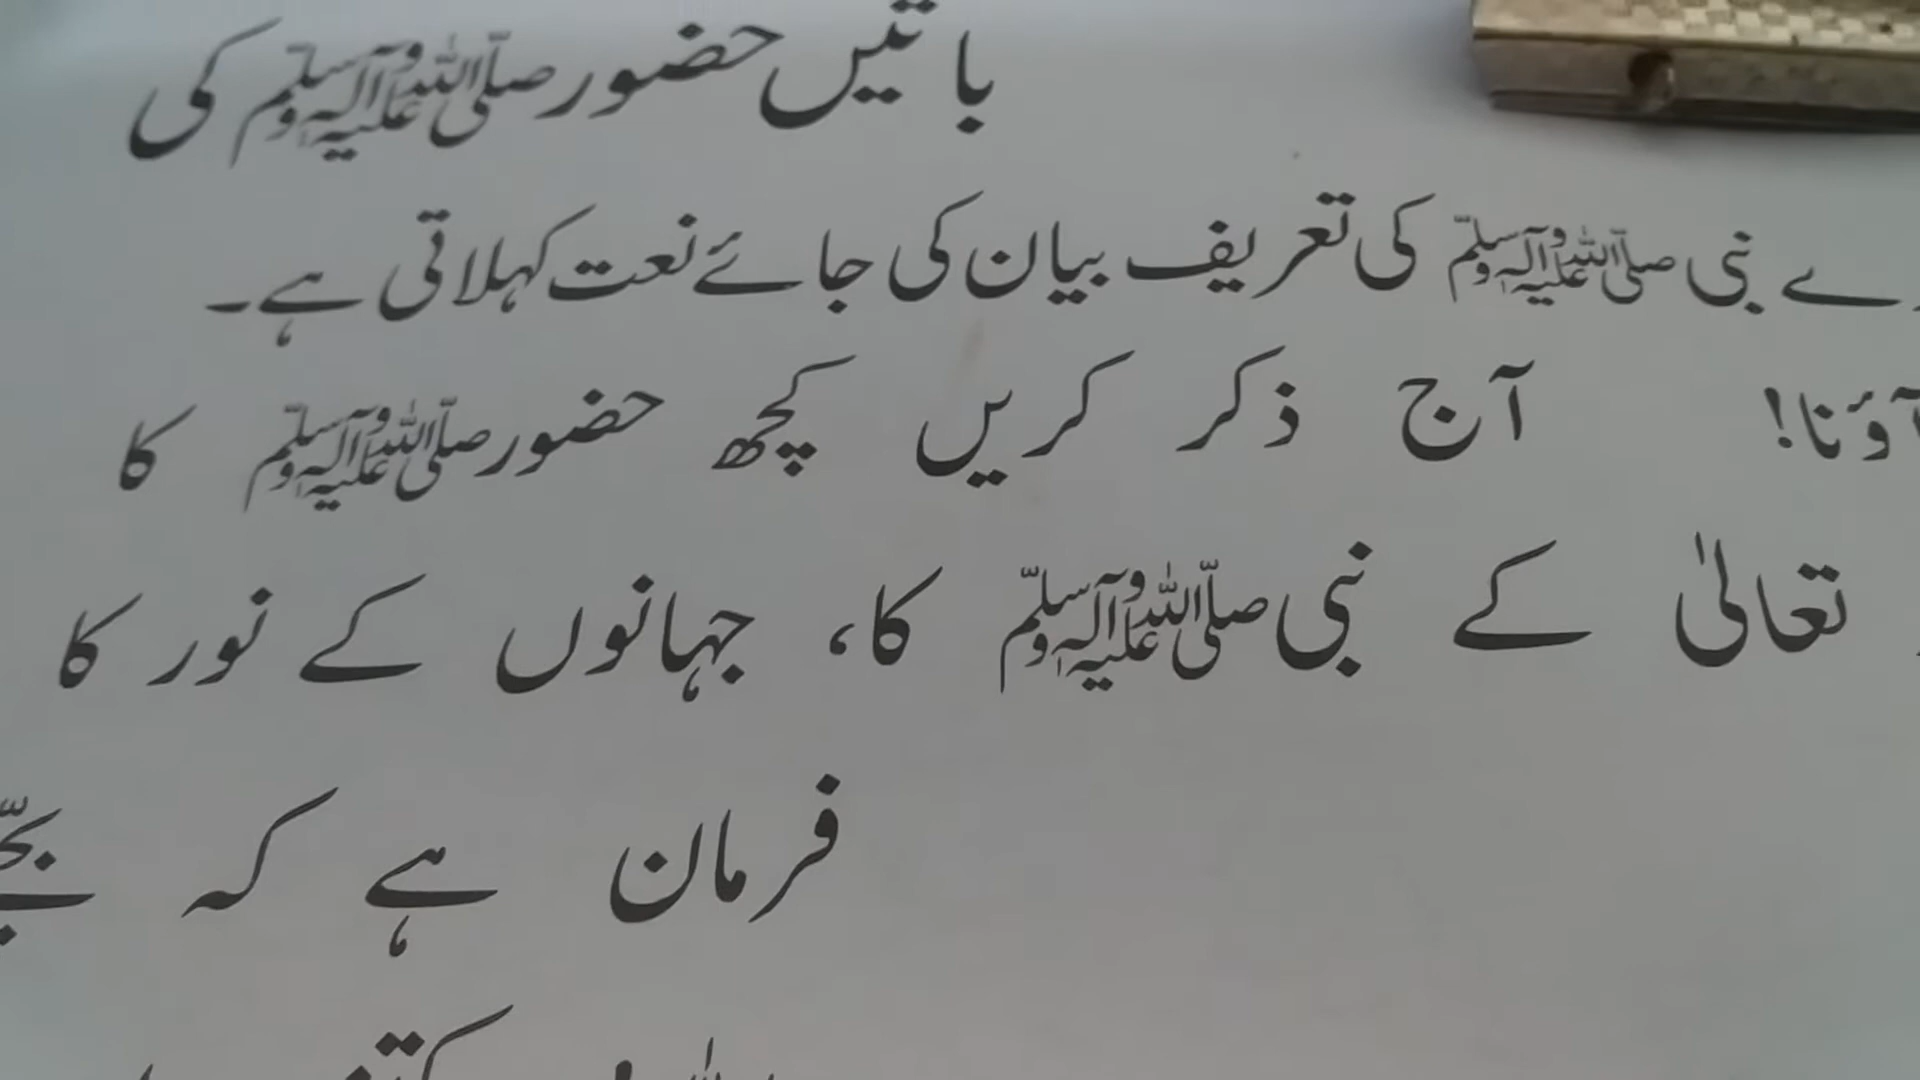 باتیں حضور صلی اللہ علیہ وآلہ وسلم کی
نبی صلی اللہ علیہ وآلہ وسلم کی تعریف بیان کی جائے نعت کہلاتی ہے۔
آؤنا! آج ذکر کریں کچھ حضور صلی اللہ علیہ وآلہ وسلم کا
تعالیٰ کے نبی صلی اللہ علیہ وآلہ وسلم کا، جہانوں کے نور کا
فرمان ہے کہ